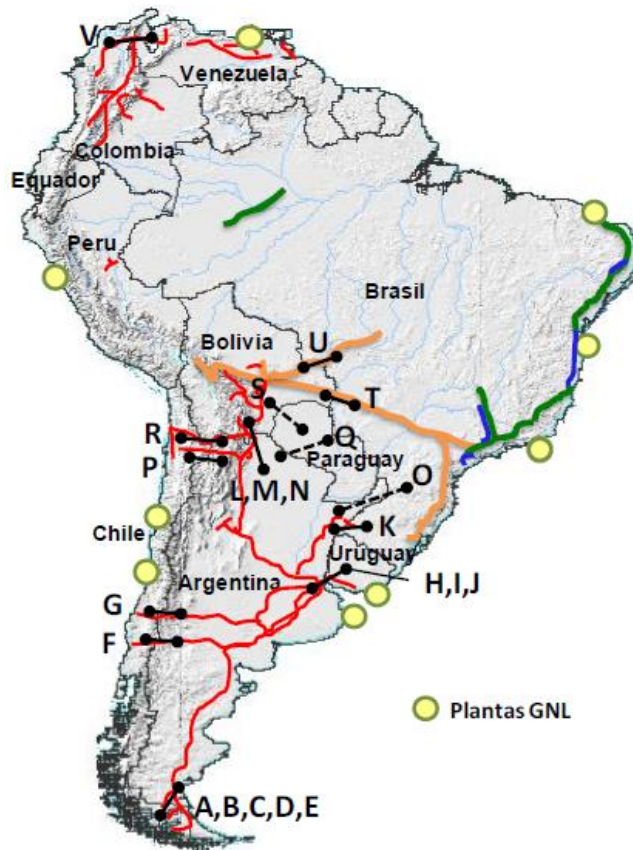 V
Venezuela
Colombia
Equador
Peru
Brasil
Bolivia
U
S
T
R
Q
P
Paraguay
O
L,M,N
K
Chile
Uruguay
Argentina
H,I,J
G
F
Plantas GNL
A,B,C,D,E